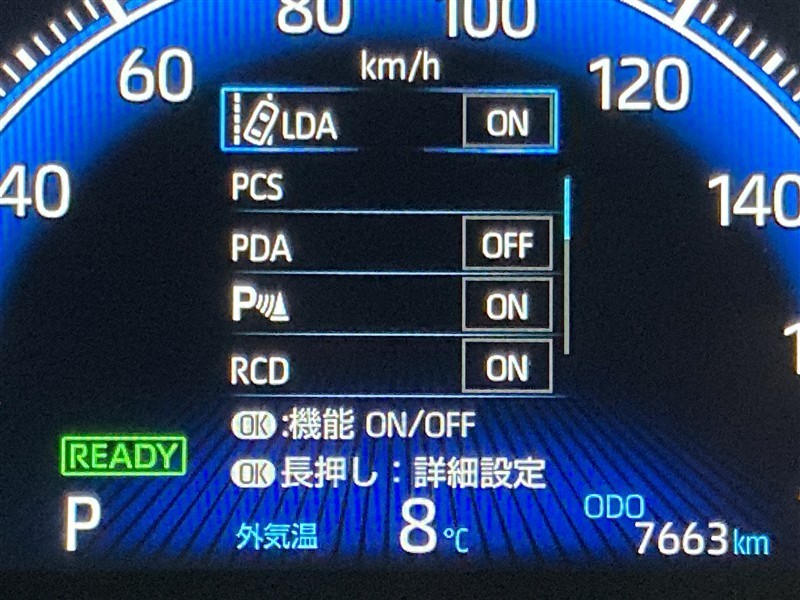 80 100
60 km/h 120
LDA ON
40 PCS 140
PDA OFF
P ON
RCD ON
OK :機能 ON/OFF
READY
OK 長押し:詳細設定
P 外気温 8℃ ODO 7663km